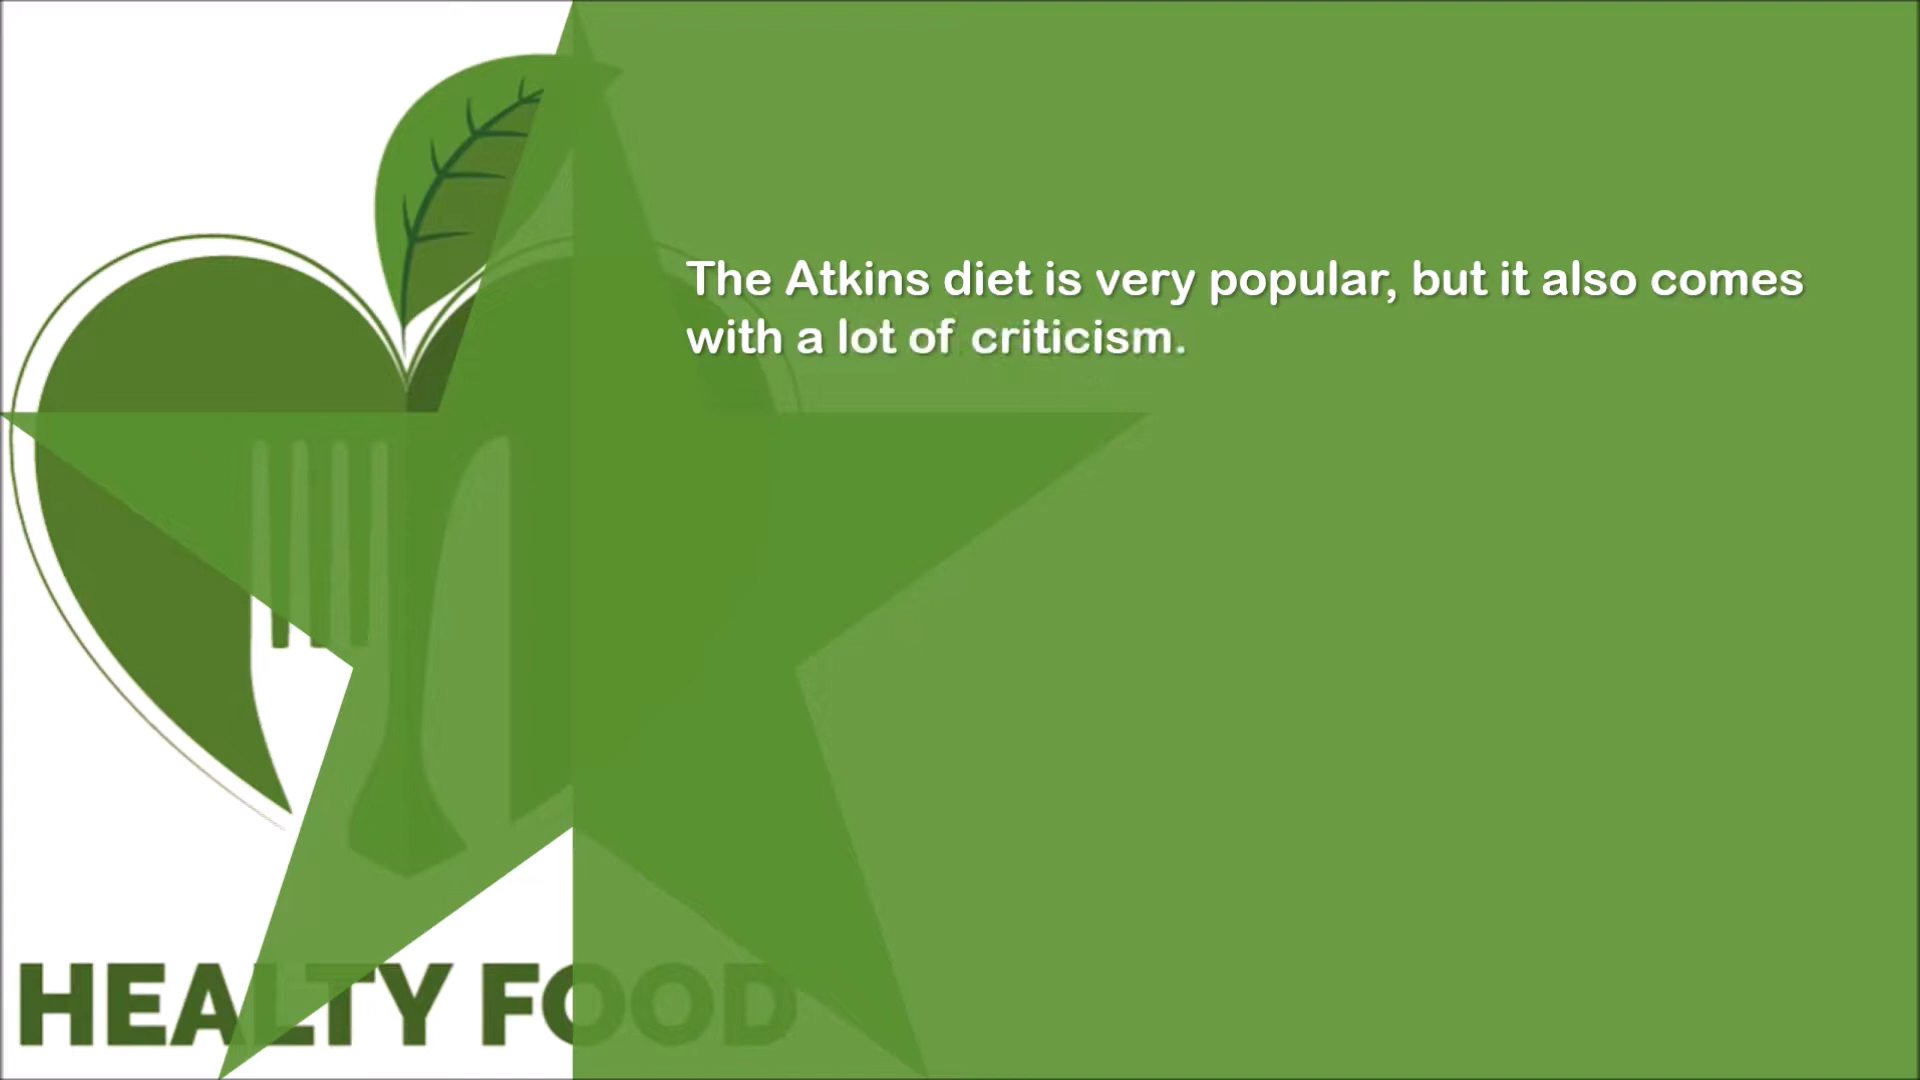 The Atkins diet is very popular, but it also comes
with a lot of criticism.
HEALTY FOOD